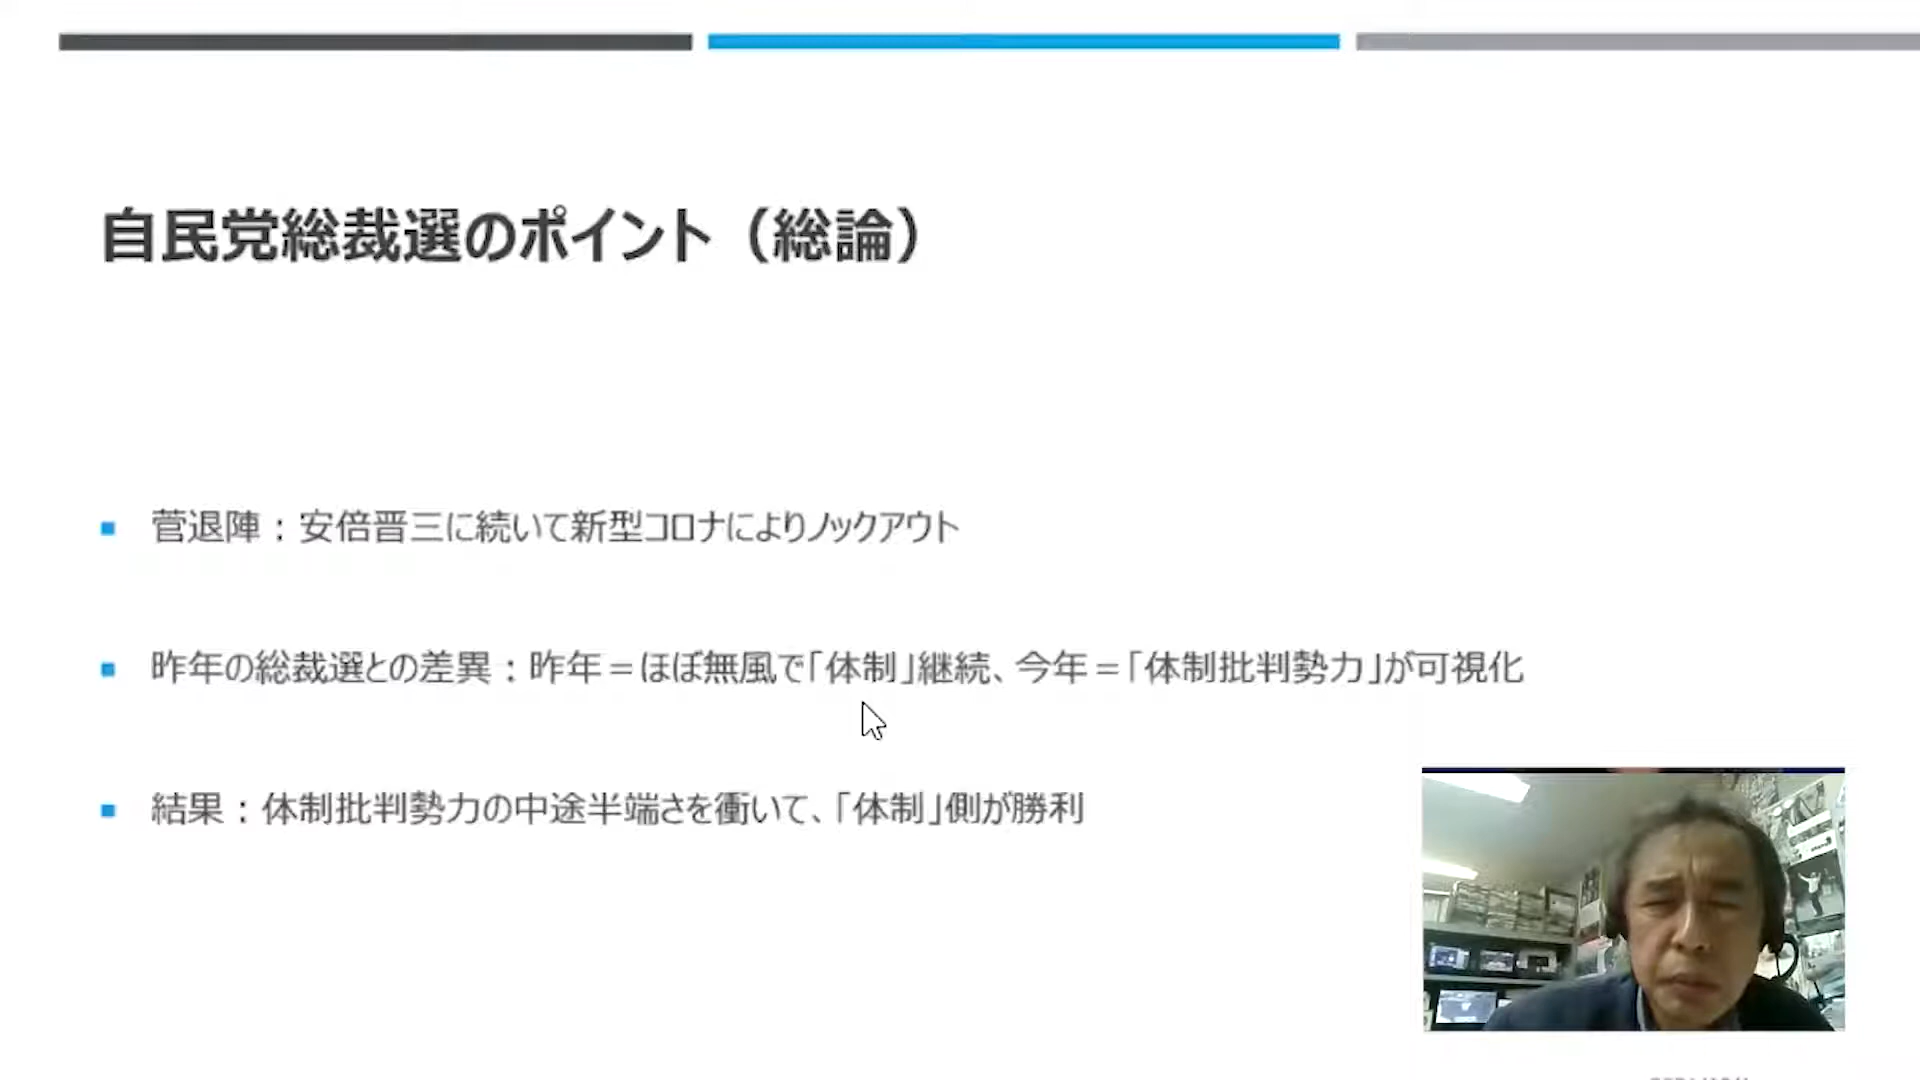 自民党総裁選のポイント（総論）
菅退陣：安倍晋三に続いて新型コロナによりノックアウト
昨年の総裁選との差異：昨年＝ほぼ無風で「体制」継続、今年＝「体制批判勢力」が可視化
結果：体制批判勢力の中途半端さを衝いて、「体制」側が勝利